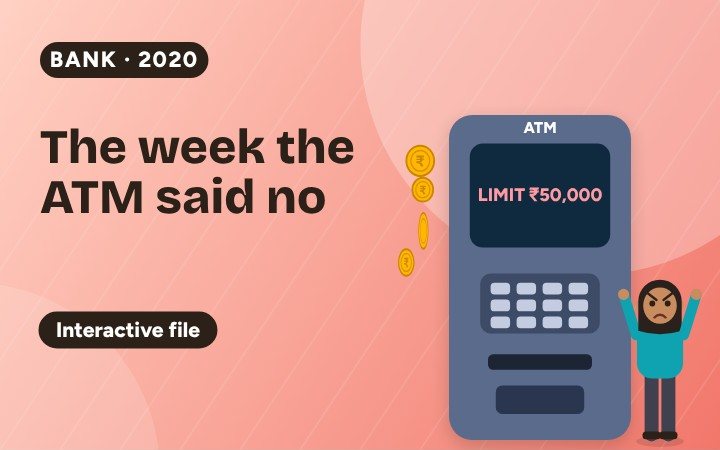 BANK · 2020
The week the
ATM said no
Interactive file
ATM
LIMIT ₹50,000
₹
₹
₹